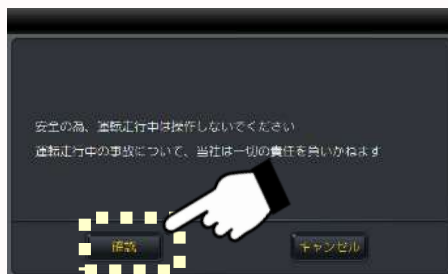 安全の為、運転走行中は操作しないでください
運転走行中の事故について、当社は一切の責任を負いかねます
確認
キャンセル